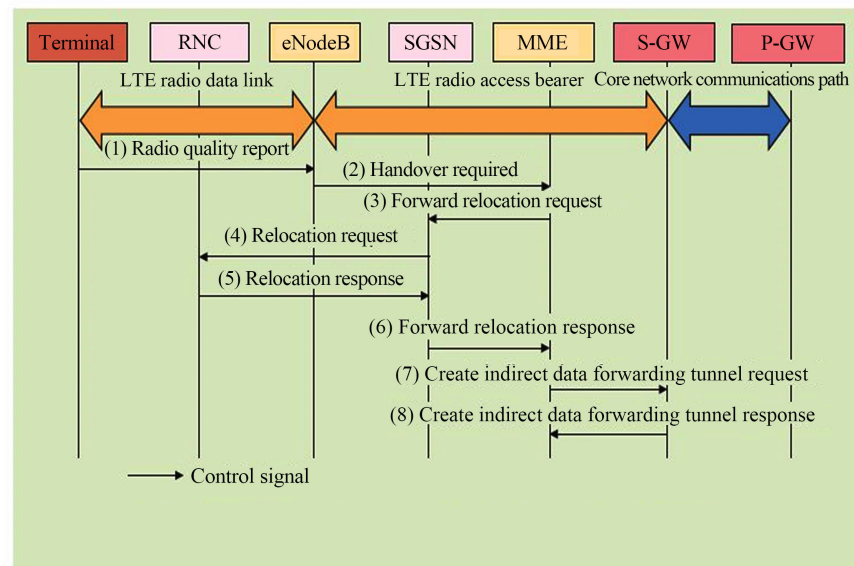 Terminal
RNC
eNodeB
SGSN
MME
S-GW
P-GW
LTE radio data link
LTE radio access bearer
Core network communications path
(1) Radio quality report
(2) Handover required
(3) Forward relocation request
(4) Relocation request
(5) Relocation response
(6) Forward relocation response
(7) Create indirect data forwarding tunnel request
(8) Create indirect data forwarding tunnel response
Control signal